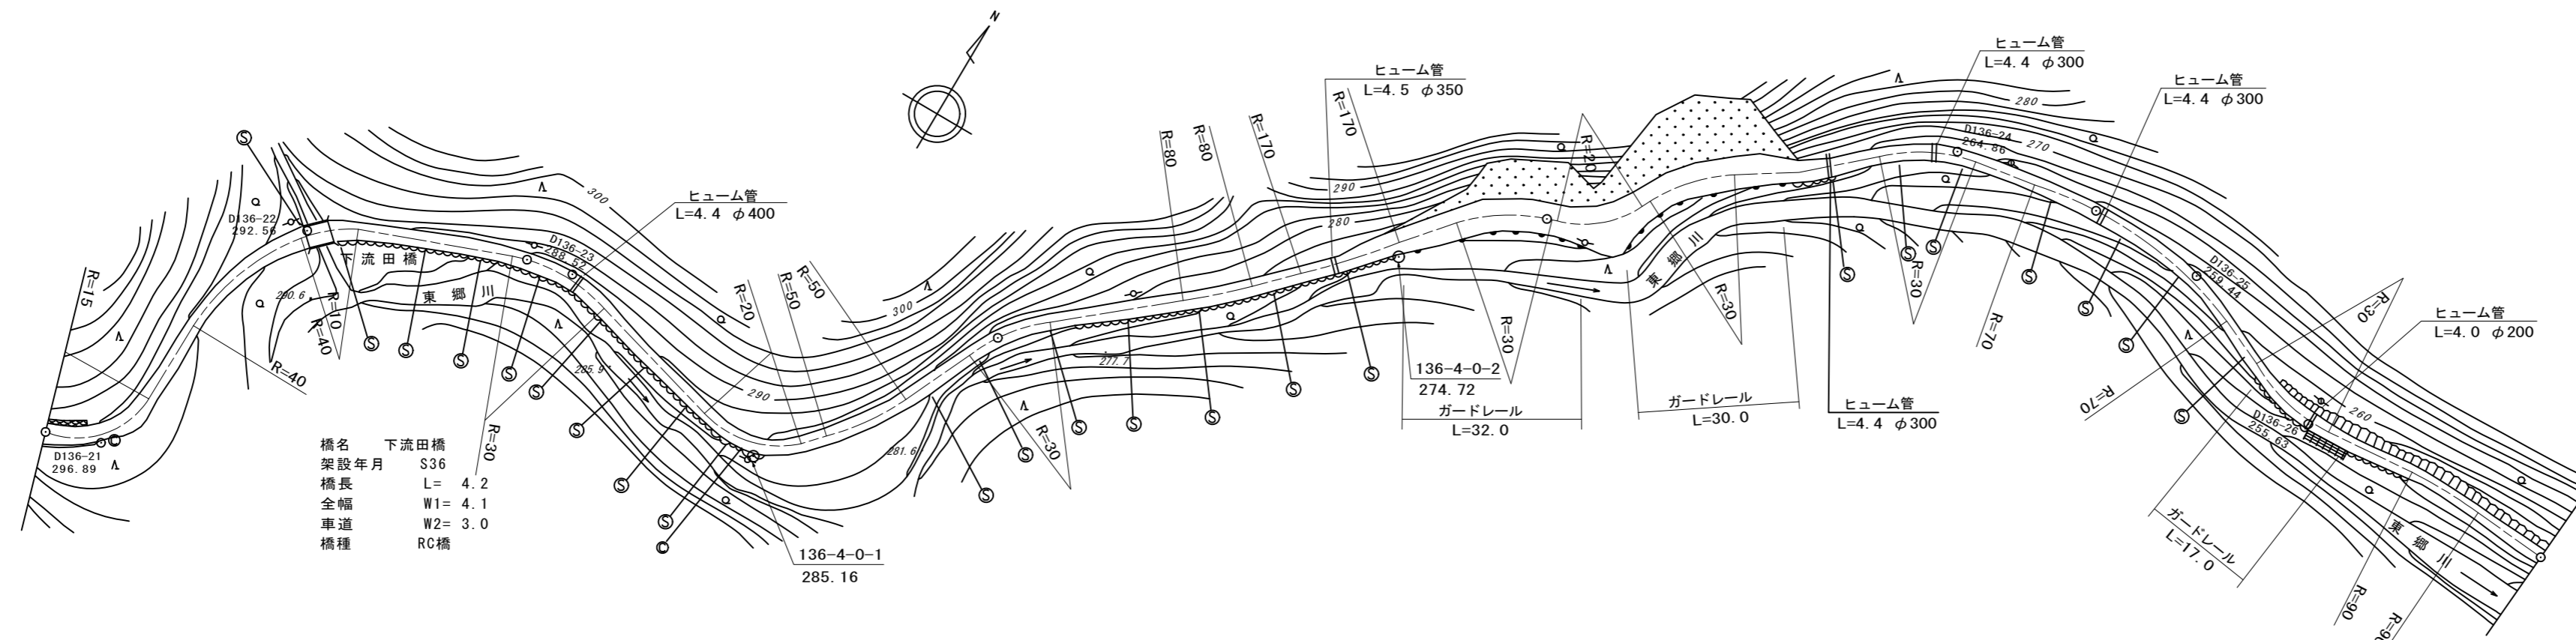 N
D136-22
292.56
下流田橋
東郷川
290.6
R=15
R=40
R=10
R=40
D136-21
296.89
300
D136-23
288.52
ヒューム管
L=4.4 φ400
285.9
R=30
R=20
R=50
R=50
290
300
281.6
橋名 下流田橋
架設年月 S36
橋長 L= 4.2
全幅 W1= 4.1
車道 W2= 3.0
橋種 RC橋
136-4-0-1
285.16
R=30
277.7
R=80
R=80
R=170
R=170
ヒューム管
L=4.5 φ350
290
280
136-4-0-2
274.72
ガードレール
L=32.0
R=20
R=30
東郷川
R=30
ガードレール
L=30.0
ヒューム管
L=4.4 φ300
ヒューム管
L=4.4 φ300
ヒューム管
L=4.4 φ300
280
270
D136-24
264.86
R=30
R=70
D136-25
259.44
R=30
R=70
ヒューム管
L=4.0 φ200
260
D136-26
255.63
ガードレール
L=17.0
東郷川
R=90